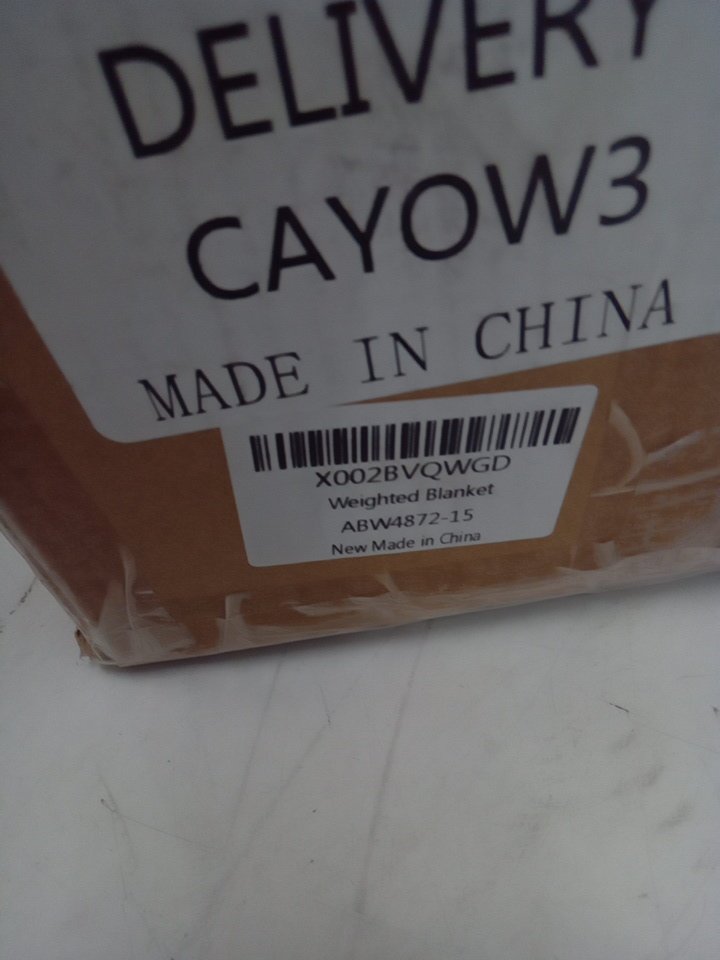 DELIVERY
CAYOW3
MADE IN CHINA
X002BVQWGD
Weighted Blanket
ABW4872-15
New Made in China